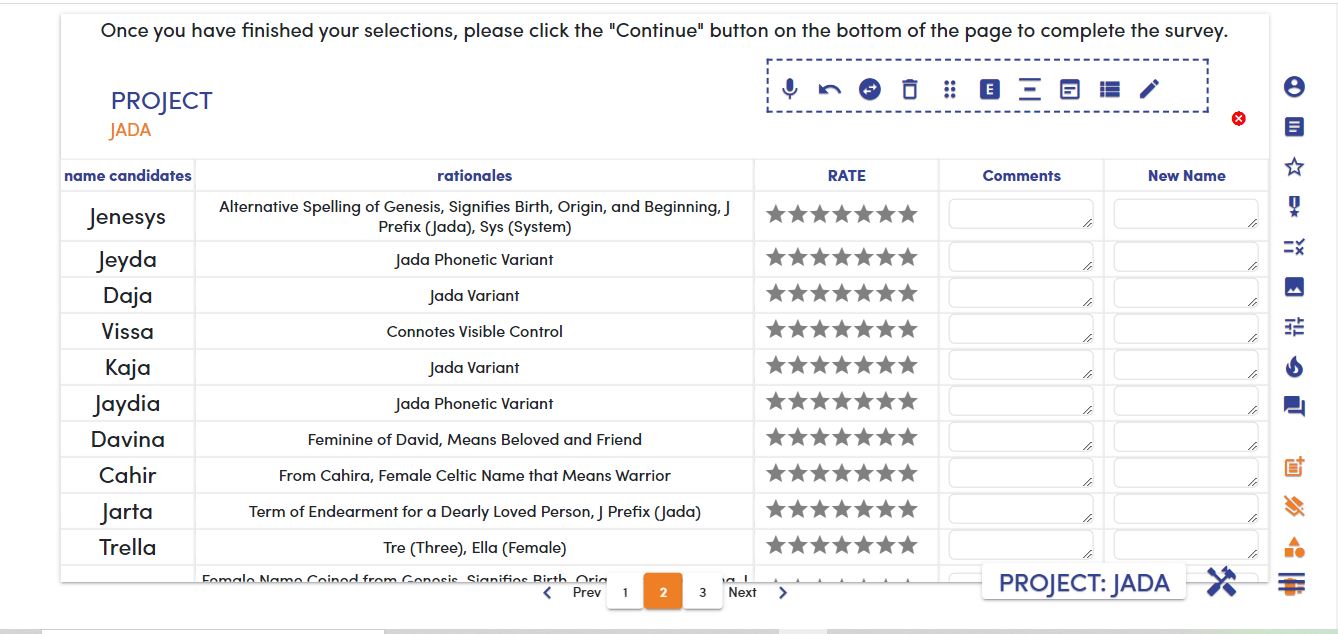 Once you have finished your selections, please click the "Continue" button on the bottom of the page to complete the survey.
PROJECT
JADA
E
name candidates rationales RATE Comments New Name
Jenesys Alternative Spelling of Genesis, Signifies Birth, Origin, and Beginning, J
Prefix (Jada), Sys (System)
Jeyda Jada Phonetic Variant
Daja Jada Variant
Vissa Connotes Visible Control
Kaja Jada Variant
Jaydia Jada Phonetic Variant
Davina Feminine of David, Means Beloved and Friend
Cahir From Cahira, Female Celtic Name that Means Warrior
Jarta Term of Endearment for a Dearly Loved Person, J Prefix (Jada)
Trella Tre (Three), Ella (Female)
Female Name Coined from Genesis, Signifies Birth, J
Prev 1 2 3 Next
PROJECT: JADA